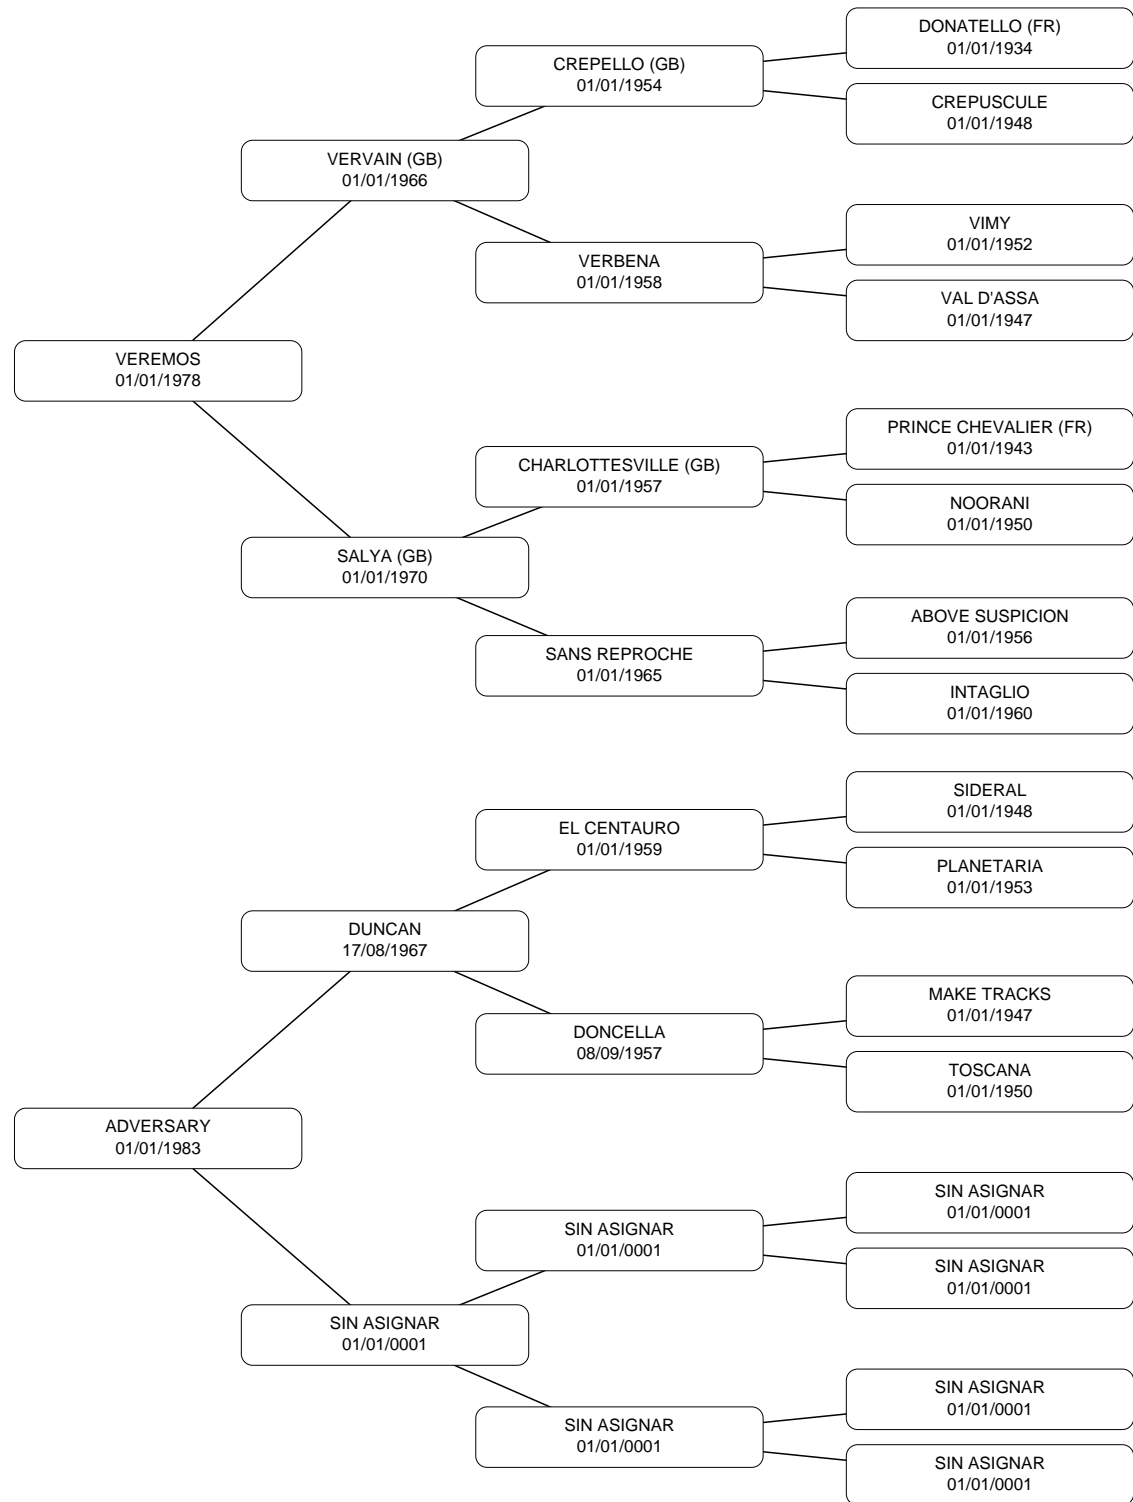 DONATELLO (FR)
01/01/1934
CREPELLO (GB)
01/01/1954
CREPUSCULE
01/01/1948
VERVAIN (GB)
01/01/1966
VIMY
01/01/1952
VERBENA
01/01/1958
VAL D'ASSA
01/01/1947
VEREMOS
01/01/1978
PRINCE CHEVALIER (FR)
01/01/1943
CHARLOTTESVILLE (GB)
01/01/1957
NOORANI
01/01/1950
SALYA (GB)
01/01/1970
ABOVE SUSPICION
01/01/1956
SANS REPROCHE
01/01/1965
INTAGLIO
01/01/1960
SIDERAL
01/01/1948
EL CENTAURO
01/01/1959
PLANETARIA
01/01/1953
DUNCAN
17/08/1967
MAKE TRACKS
01/01/1947
DONCELLA
08/09/1957
TOSCANA
01/01/1950
ADVERSARY
01/01/1983
SIN ASIGNAR
01/01/0001
SIN ASIGNAR
01/01/0001
SIN ASIGNAR
01/01/0001
SIN ASIGNAR
01/01/0001
SIN ASIGNAR
01/01/0001
SIN ASIGNAR
01/01/0001
SIN ASIGNAR
01/01/0001